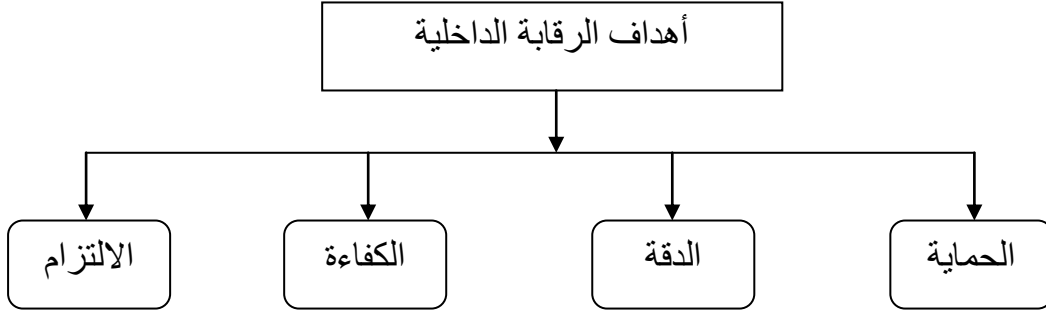 أهداف الرقابة الداخلية
الحماية
الدقة
الكفاءة
الالتزام